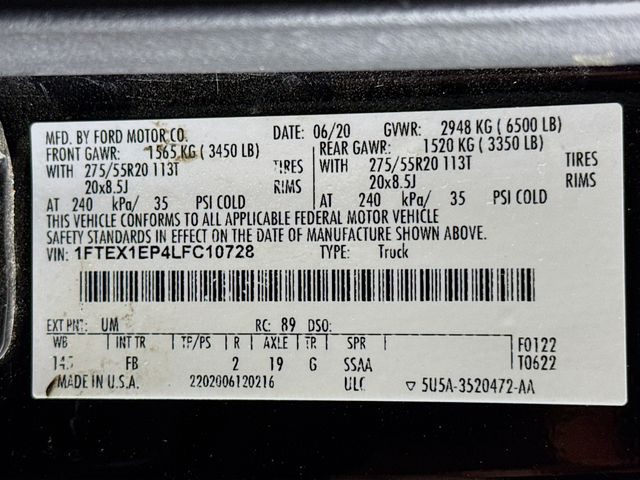 MFD. BY FORD MOTOR CO. DATE: 06/20 GVWR: 2948 KG ( 6500 LB)
FRONT GAWR: 1565 KG ( 3450 LB) REAR GAWR: 1520 KG ( 3350 LB)
WITH 275/55R20 113T TIRES WITH 275/55R20 113T TIRES
20x8.5J RIMS 20x8.5J RIMS
AT 240 kPa/ 35 PSI COLD AT 240 kPa/ 35 PSI COLD
THIS VEHICLE CONFORMS TO ALL APPLICABLE FEDERAL MOTOR VEHICLE
SAFETY STANDARDS IN EFFECT ON THE DATE OF MANUFACTURE SHOWN ABOVE.
VIN: 1FTEX1EP4LFC10728 TYPE: Truck
EXT PNT: UM RC: 89 DSO:
WB INT TR TP/PS R AXLE TR SPR F0122
145 FB 2 19 G SSAA T0622
MADE IN U.S.A. 2202006120216 ULC 5U5A-3520472-AA